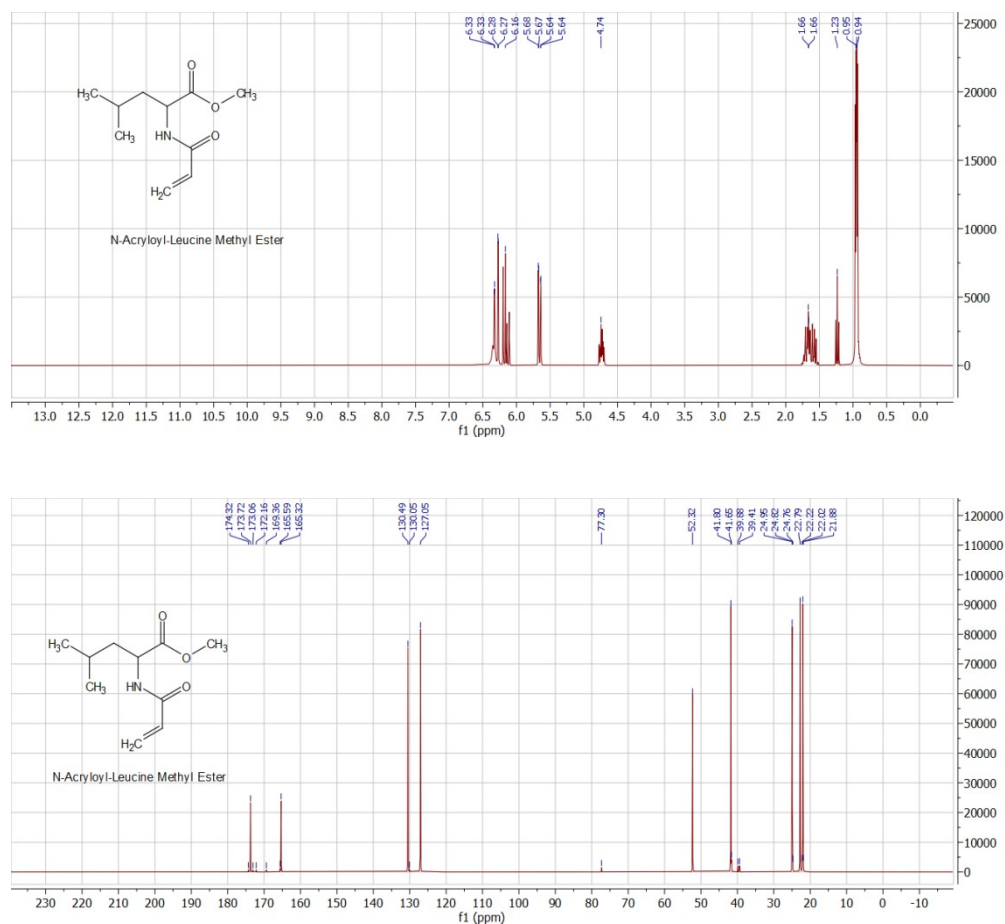 6.33 6.33 6.28 6.27 6.16 5.68 5.67 5.64 5.64 4.74 1.66 1.66 1.23 0.95 0.94
25000
20000
15000
10000
5000
0
O
CH3
H3C
O
CH3
HN
O
H2C
N-Acryloyl-Leucine Methyl Ester
13.0 12.5 12.0 11.5 11.0 10.5 10.0 9.5 9.0 8.5 8.0 7.5 7.0 6.5 6.0 5.5 5.0 4.5 4.0 3.5 3.0 2.5 2.0 1.5 1.0 0.5 0.0
f1 (ppm)
174.32 173.72 173.06 172.16 169.36 165.59 165.32 130.49 130.05 127.05 77.30 52.32 41.80 41.65 39.88 39.41 24.95 24.82 24.76 22.79 22.22 22.02 21.88
120000
110000
100000
90000
80000
70000
60000
50000
40000
30000
20000
10000
0
O
CH3
H3C
O
CH3
HN
O
H2C
N-Acryloyl-Leucine Methyl Ester
230 220 210 200 190 180 170 160 150 140 130 120 110 100 90 80 70 60 50 40 30 20 10 0 -10
f1 (ppm)